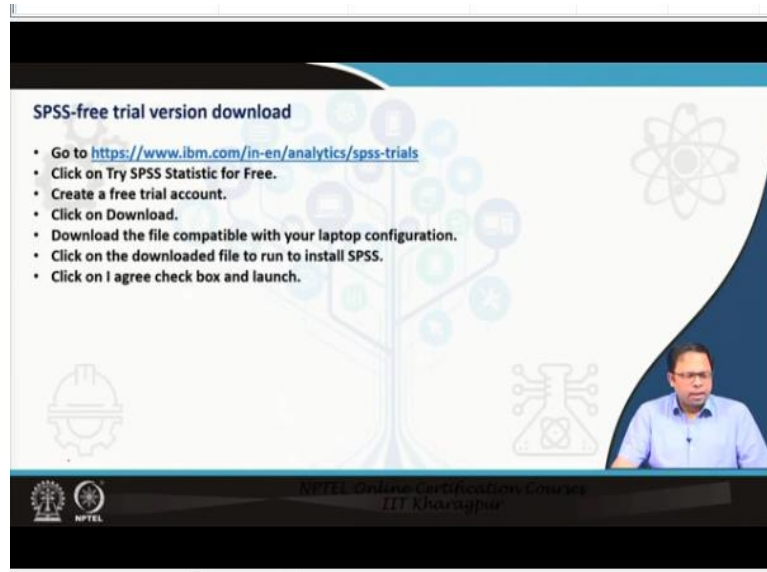 SPSS-free trial version download
• Go to https://www.ibm.com/in-en/analytics/spss-trials
• Click on Try SPSS Statistic for Free.
• Create a free trial account.
• Click on Download.
• Download the file compatible with your laptop configuration.
• Click on the downloaded file to run to install SPSS.
• Click on I agree check box and launch.
NPTEL Online Certification Courses
IIT Kharagpur
NPTEL